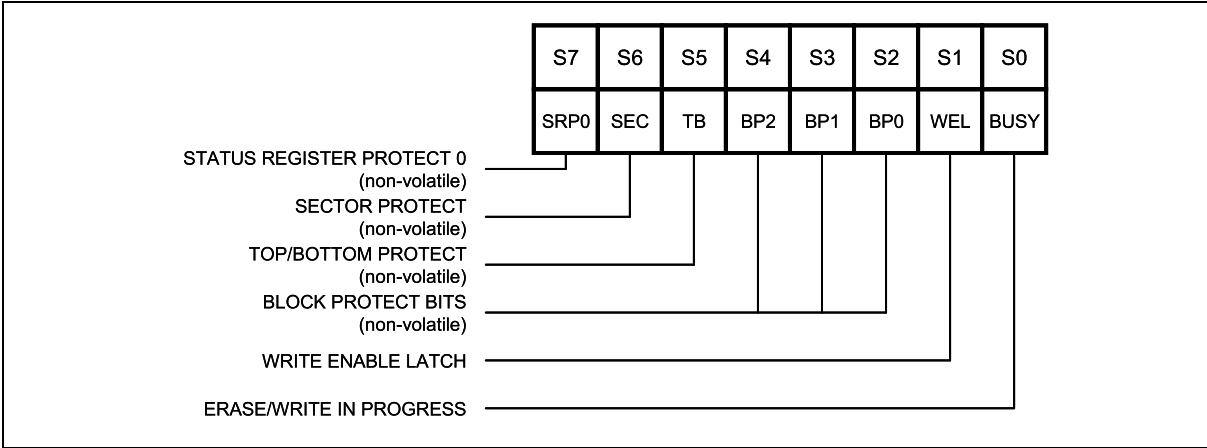 S7 S6 S5 S4 S3 S2 S1 S0
SRP0 SEC TB BP2 BP1 BP0 WEL BUSY
STATUS REGISTER PROTECT 0
(non-volatile)
SECTOR PROTECT
(non-volatile)
TOP/BOTTOM PROTECT
(non-volatile)
BLOCK PROTECT BITS
(non-volatile)
WRITE ENABLE LATCH
ERASE/WRITE IN PROGRESS